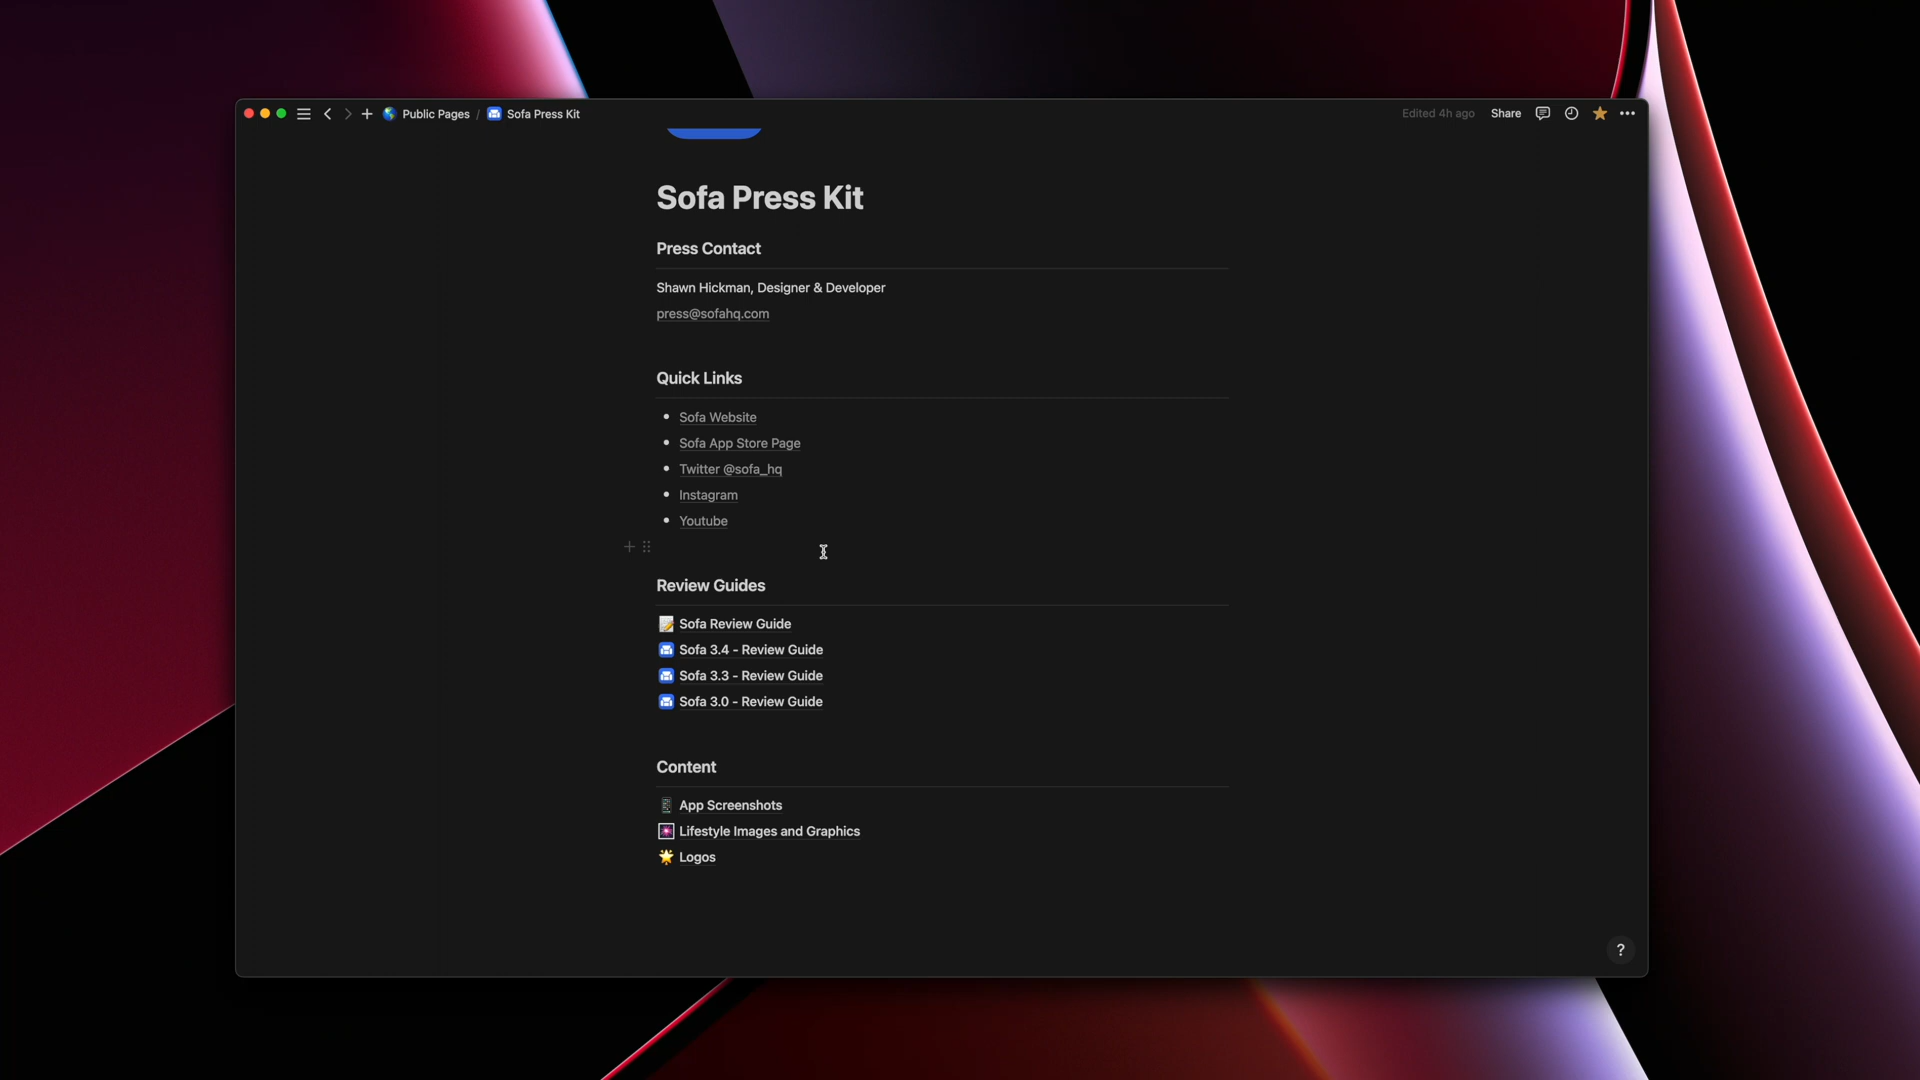 Public Pages / Sofa Press Kit
Edited 4h ago Share
Sofa Press Kit
Press Contact
Shawn Hickman, Designer & Developer
press@sofahq.com
Quick Links
Sofa Website
Sofa App Store Page
Twitter @sofa_hq
Instagram
Youtube
Review Guides
Sofa Review Guide
Sofa 3.4 - Review Guide
Sofa 3.3 - Review Guide
Sofa 3.0 - Review Guide
Content
App Screenshots
Lifestyle Images and Graphics
Logos
?